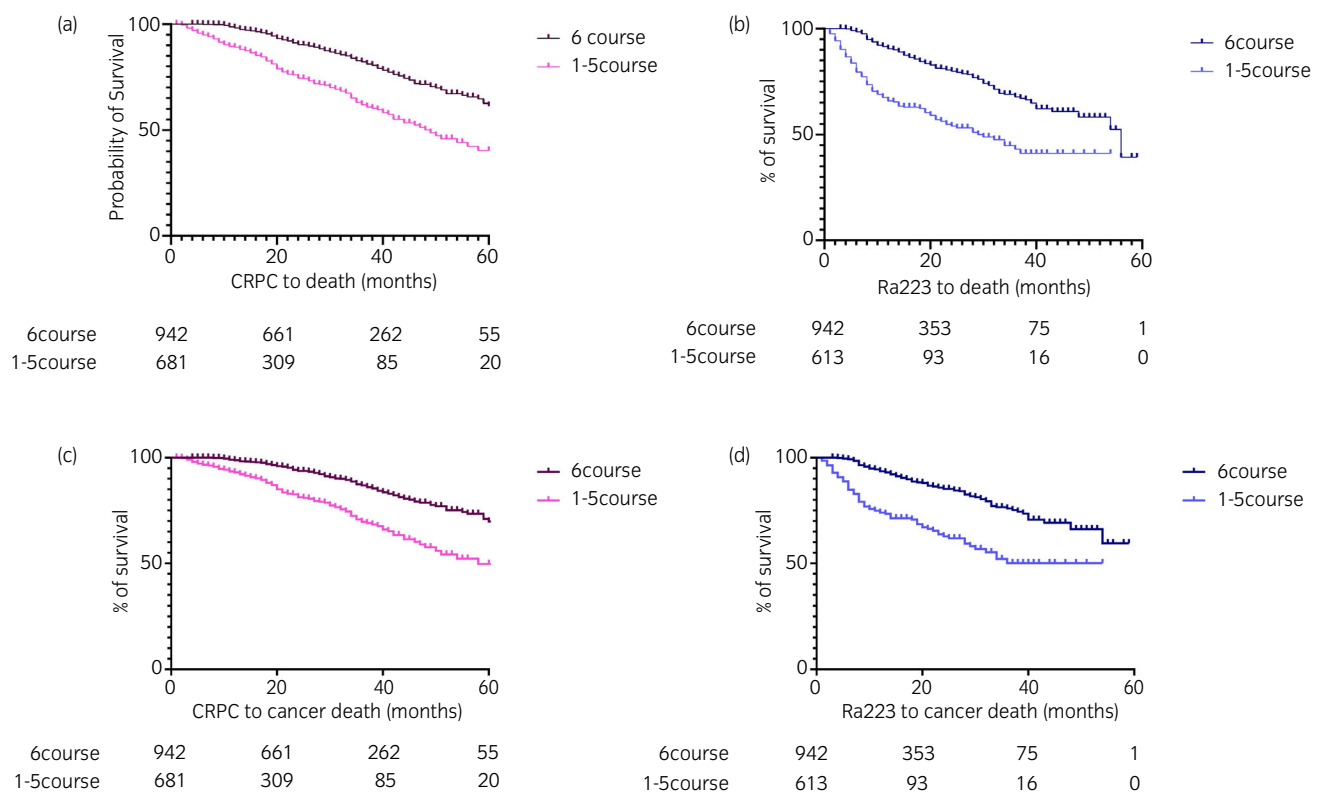 (a)
Probability of Survival
100
50
0
0 20 40 60
CRPC to death (months)
6 course
1-5course
6course 942 661 262 55
1-5course 681 309 85 20
(b)
% of survival
100
50
0
0 20 40 60
Ra223 to death (months)
6course
1-5course
6course 942 353 75 1
1-5course 613 93 16 0
(c)
% of survival
100
50
0
0 20 40 60
CRPC to cancer death (months)
6course
1-5course
6course 942 661 262 55
1-5course 681 309 85 20
(d)
% of survival
100
50
0
0 20 40 60
Ra223 to cancer death (months)
6course
1-5course
6course 942 353 75 1
1-5course 613 93 16 0